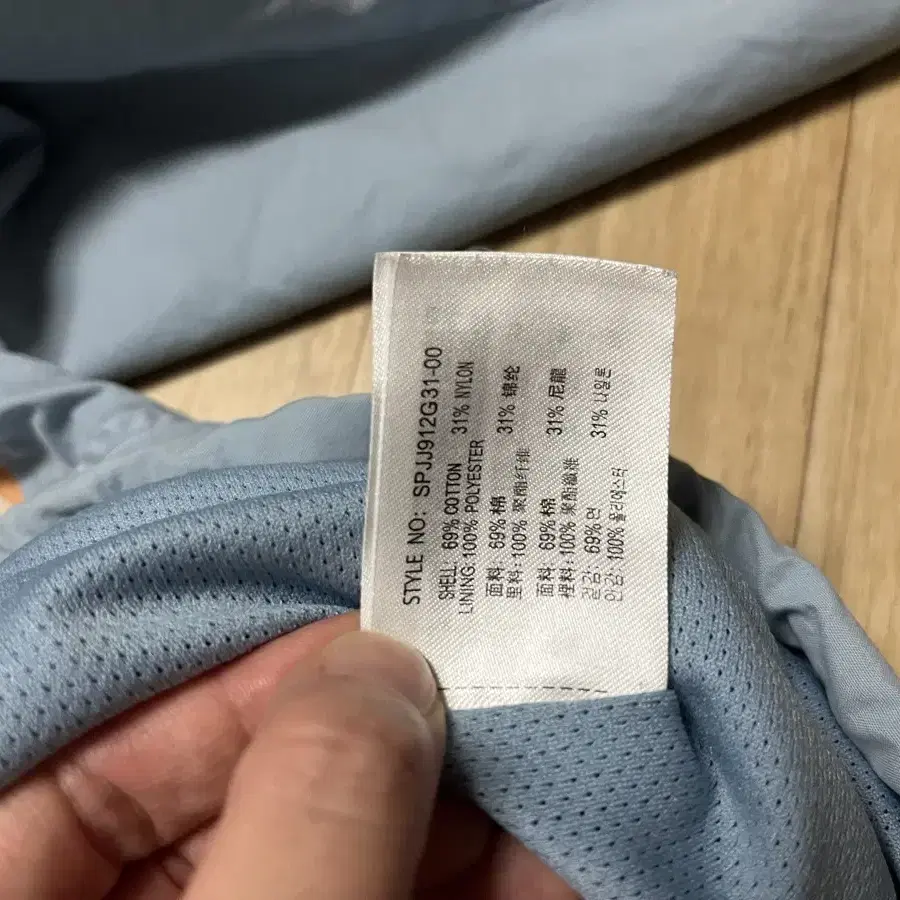 STYLE NO: SPJJ912G31-00
SHELL: 69% COTTON 31% NYLON
LINING: 100% POLYESTER
面料: 69% 棉 31% 锦纶
里料: 100% 聚酯纤维
面料: 69% 棉 31% 尼龍
裡料: 100% 聚酯纖維
겉감: 69% 면 31% 나일론
안감: 100% 폴리에스터